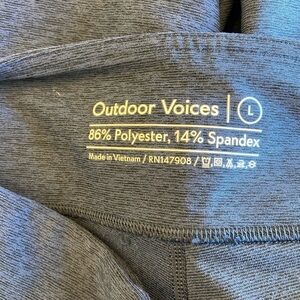 Outdoor Voices | L
86% Polyester, 14% Spandex
Made in Vietnam / RN147908 /